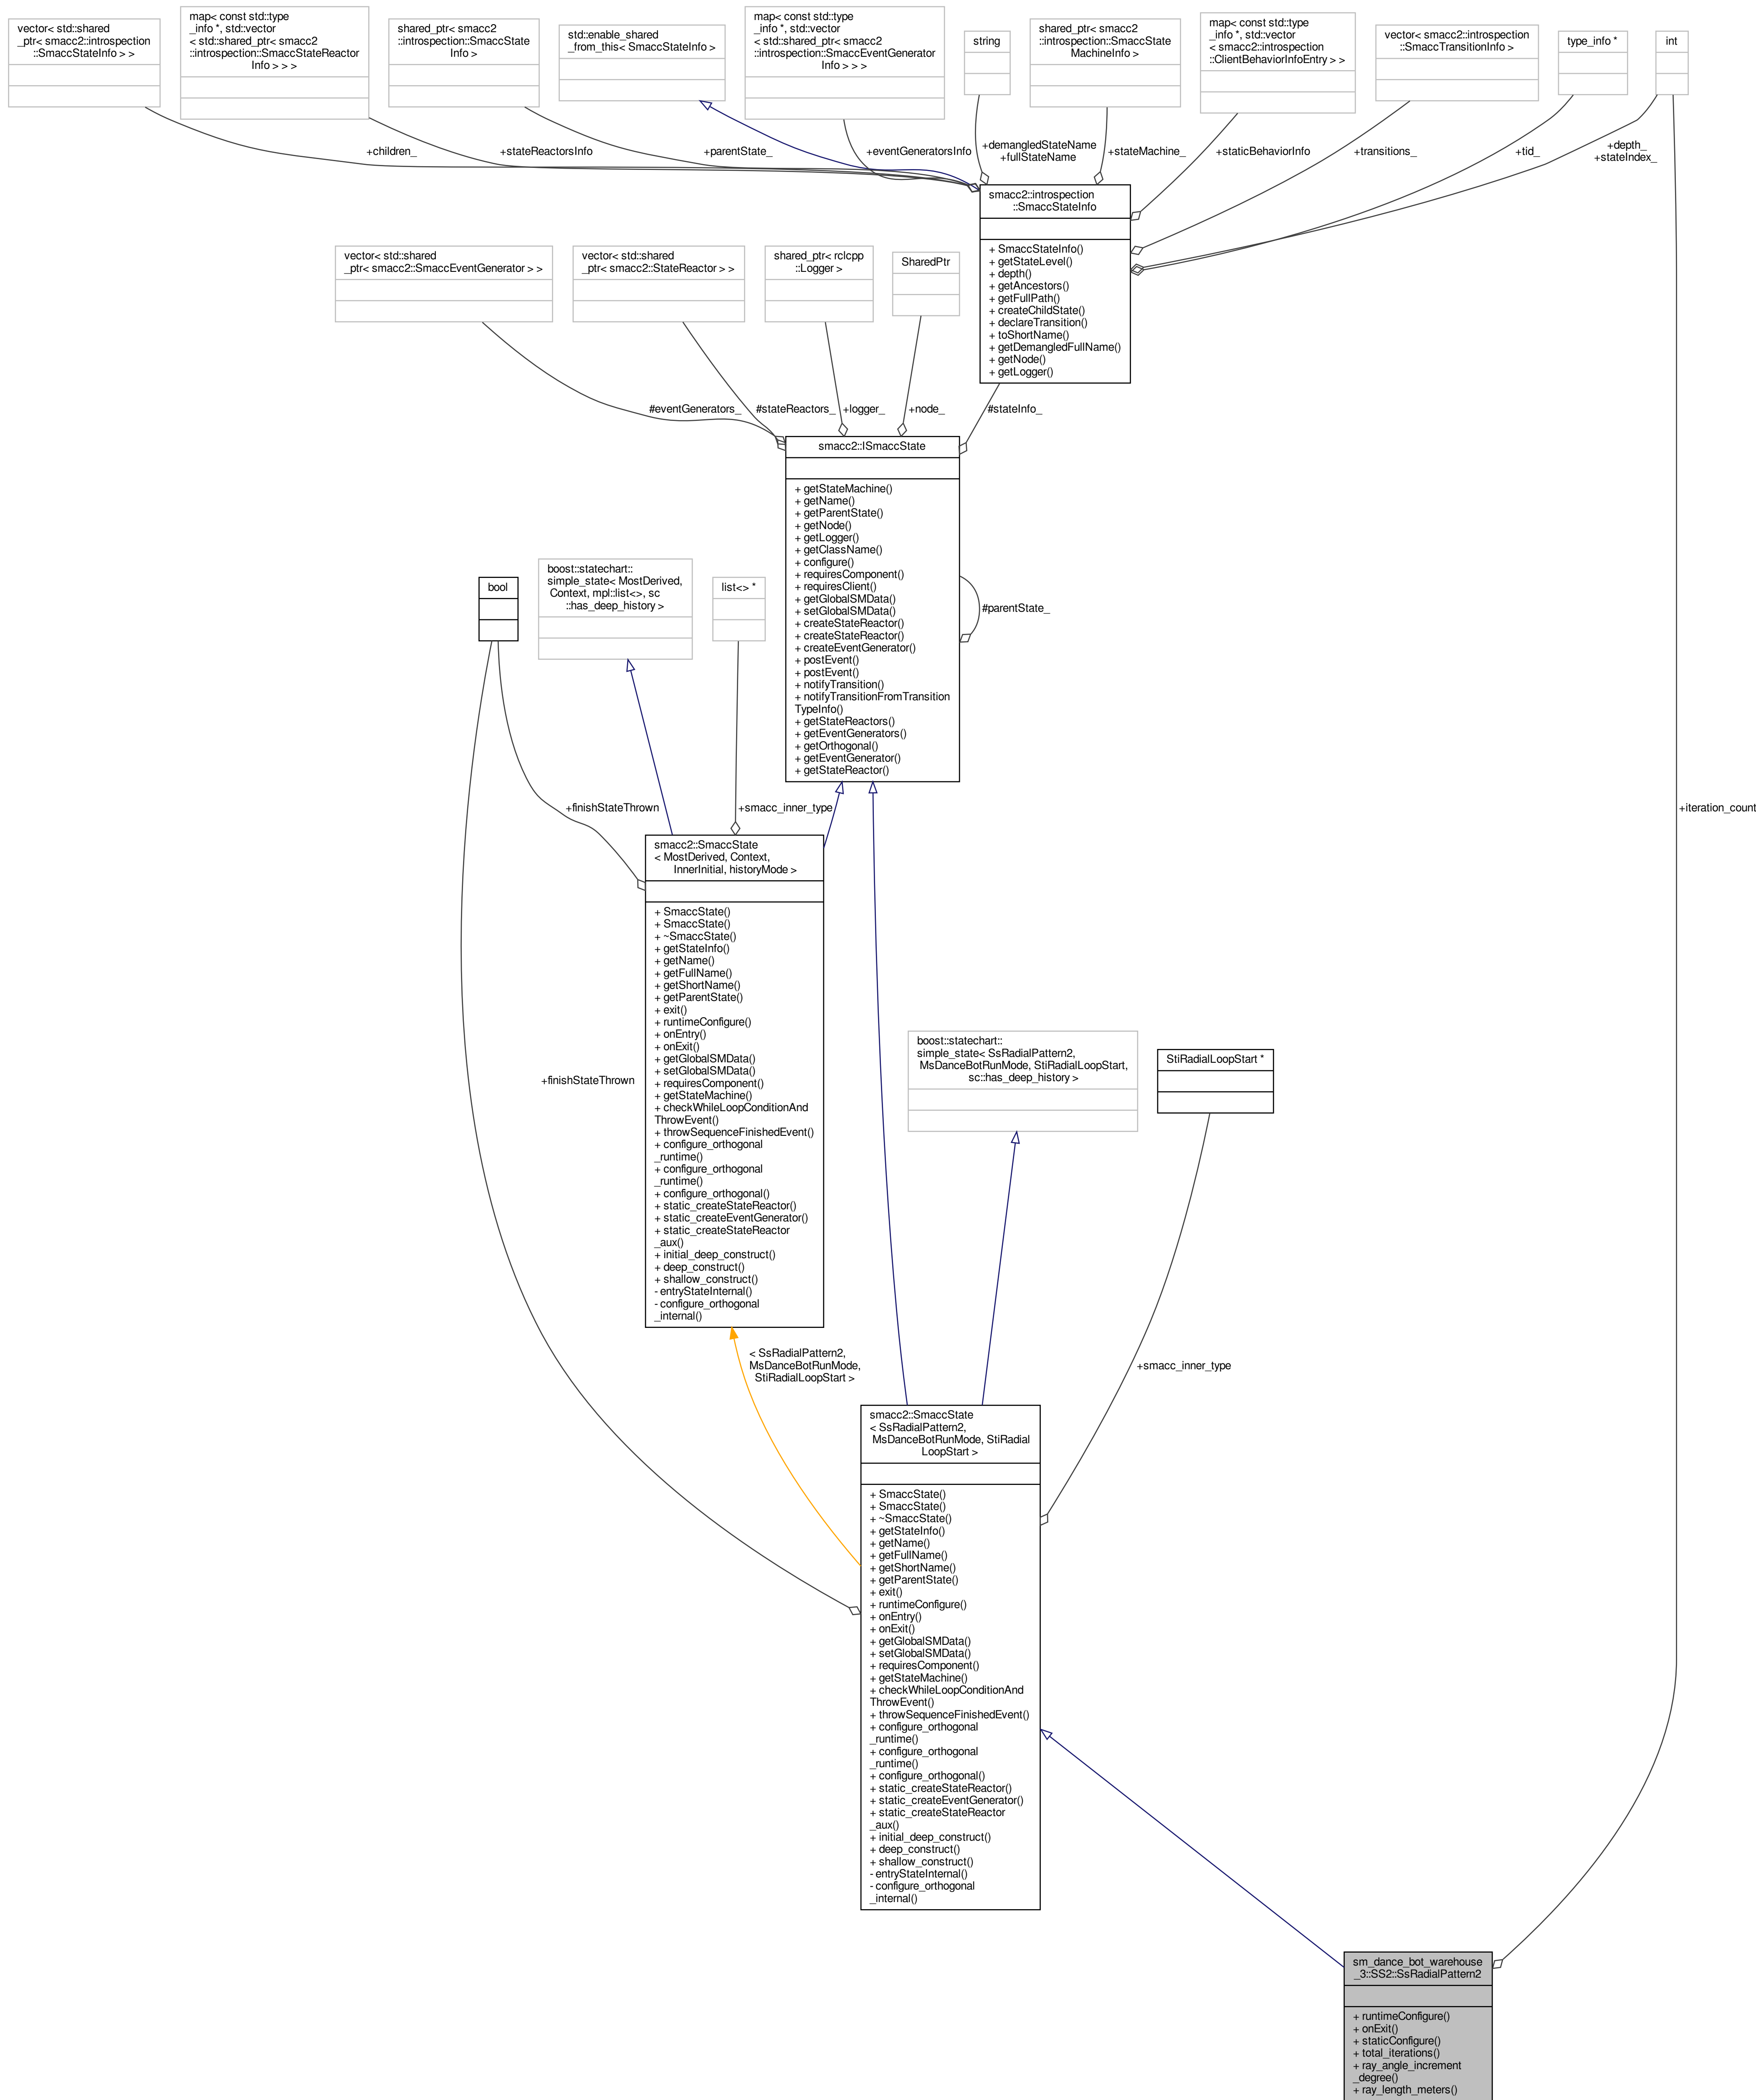 vector< std::shared
_ptr< smacc2::introspection
::SmaccStateInfo > >
map< const std::type
_info *, std::vector
< std::shared_ptr< smacc2
::introspection::SmaccStateReactor
Info > > >
shared_ptr< smacc2
::introspection::SmaccState
Info >
std::enable_shared
_from_this< SmaccStateInfo >
map< const std::type
_info *, std::vector
< std::shared_ptr< smacc2
::introspection::SmaccEventGenerator
Info > > >
string
shared_ptr< smacc2
::introspection::SmaccState
MachineInfo >
map< const std::type
_info *, std::vector
< smacc2::introspection
::ClientBehaviorInfoEntry > >
vector< smacc2::introspection
::SmaccTransitionInfo >
type_info *
int
+children_
+stateReactorsInfo
+parentState_
+eventGeneratorsInfo
+demangledStateName
+fullStateName
+stateMachine_
+staticBehaviorInfo
+transitions_
+tid_
+depth_
+stateIndex_
smacc2::introspection
::SmaccStateInfo
+ SmaccStateInfo()
+ getStateLevel()
+ depth()
+ getAncestors()
+ getFullPath()
+ createChildState()
+ declareTransition()
+ toShortName()
+ getDemangledFullName()
+ getNode()
+ getLogger()
vector< std::shared
_ptr< smacc2::SmaccEventGenerator > >
vector< std::shared
_ptr< smacc2::StateReactor > >
shared_ptr< rclcpp
::Logger >
SharedPtr
#eventGenerators_
#stateReactors_
+logger_
+node_
#stateInfo_
smacc2::ISmaccState
+ getStateMachine()
+ getName()
+ getParentState()
+ getNode()
+ getLogger()
+ getClassName()
+ configure()
+ requiresComponent()
+ requiresClient()
+ getGlobalSMData()
+ setGlobalSMData()
+ createStateReactor()
+ createStateReactor()
+ createEventGenerator()
+ postEvent()
+ postEvent()
+ notifyTransition()
+ notifyTransitionFromTransition
TypeInfo()
+ getStateReactors()
+ getEventGenerators()
+ getOrthogonal()
+ getEventGenerator()
+ getStateReactor()
#parentState_
bool
boost::statechart::
simple_state< MostDerived,
Context, mpl::list<>, sc
::has_deep_history >
list<> *
+finishStateThrown
+smacc_inner_type
+iteration_count
smacc2::SmaccState
< MostDerived, Context,
InnerInitial, historyMode >
+ SmaccState()
+ SmaccState()
+ ~SmaccState()
+ getStateInfo()
+ getName()
+ getFullName()
+ getShortName()
+ getParentState()
+ exit()
+ runtimeConfigure()
+ onEntry()
+ onExit()
+ getGlobalSMData()
+ setGlobalSMData()
+ requiresComponent()
+ getStateMachine()
+ checkWhileLoopConditionAnd
ThrowEvent()
+ throwSequenceFinishedEvent()
+ configure_orthogonal
_runtime()
+ configure_orthogonal
_runtime()
+ configure_orthogonal()
+ static_createStateReactor()
+ static_createEventGenerator()
+ static_createStateReactor
_aux()
+ initial_deep_construct()
+ deep_construct()
+ shallow_construct()
- entryStateInternal()
- configure_orthogonal
_internal()
+finishStateThrown
boost::statechart::
simple_state< SsRadialPattern2,
MsDanceBotRunMode, StiRadialLoopStart,
sc::has_deep_history >
StiRadialLoopStart *
< SsRadialPattern2,
MsDanceBotRunMode,
StiRadialLoopStart >
+smacc_inner_type
smacc2::SmaccState
< SsRadialPattern2,
MsDanceBotRunMode, StiRadial
LoopStart >
+ SmaccState()
+ SmaccState()
+ ~SmaccState()
+ getStateInfo()
+ getName()
+ getFullName()
+ getShortName()
+ getParentState()
+ exit()
+ runtimeConfigure()
+ onEntry()
+ onExit()
+ getGlobalSMData()
+ setGlobalSMData()
+ requiresComponent()
+ getStateMachine()
+ checkWhileLoopConditionAnd
ThrowEvent()
+ throwSequenceFinishedEvent()
+ configure_orthogonal
_runtime()
+ configure_orthogonal
_runtime()
+ configure_orthogonal()
+ static_createStateReactor()
+ static_createEventGenerator()
+ static_createStateReactor
_aux()
+ initial_deep_construct()
+ deep_construct()
+ shallow_construct()
- entryStateInternal()
- configure_orthogonal
_internal()
sm_dance_bot_warehouse
_3::SS2::SsRadialPattern2
+ runtimeConfigure()
+ onExit()
+ staticConfigure()
+ total_iterations()
+ ray_angle_increment
_degree()
+ ray_length_meters()